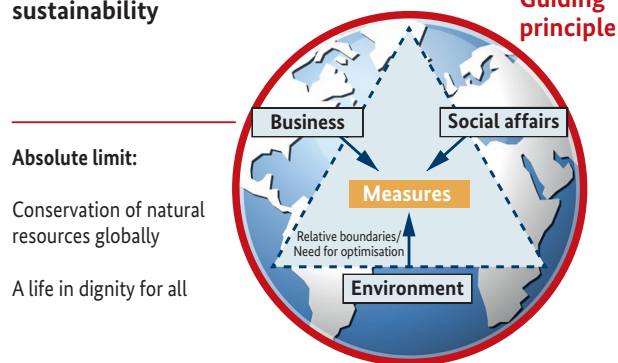 sustainability
Guiding
principle
Business
Social affairs
Absolute limit:
Measures
Conservation of natural
resources globally
Relative boundaries/
Need for optimisation
A life in dignity for all
Environment